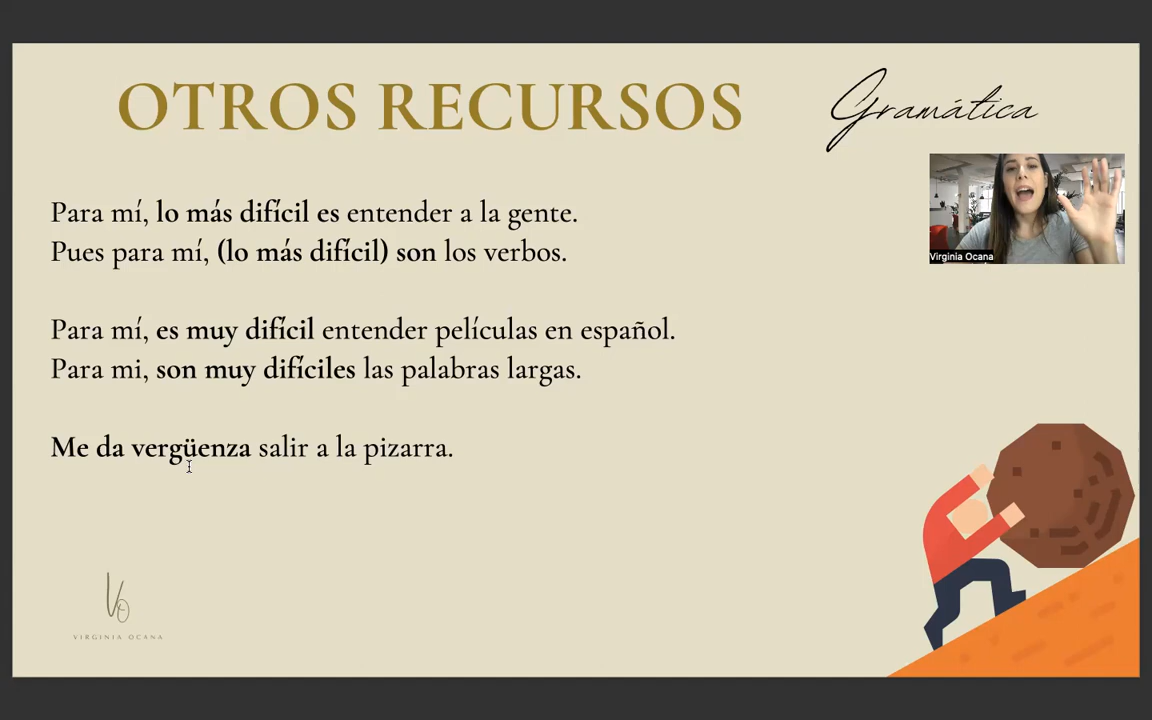 OTROS RECURSOS
Gramática
Virginia Ocana
Para mí, lo más difícil es entender a la gente.
Pues para mí, (lo más difícil) son los verbos.
Para mí, es muy difícil entender películas en español.
Para mi, son muy difíciles las palabras largas.
Me da vergüenza salir a la pizarra.
VO
VIRGINIA OCANA